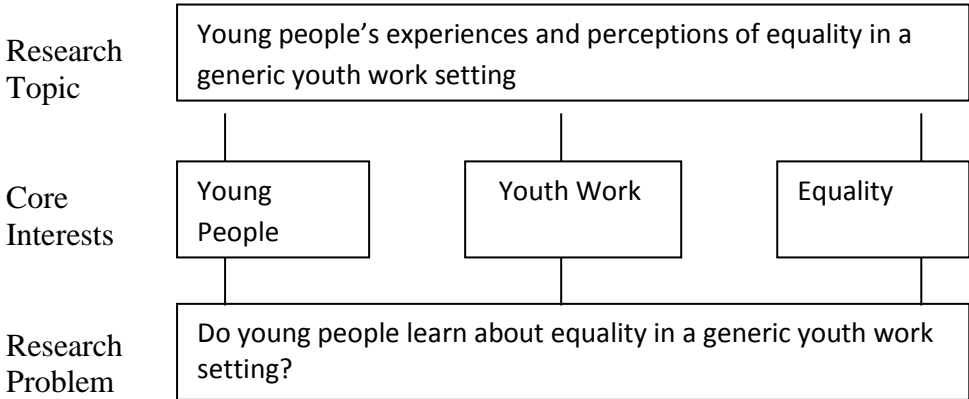 Research
Topic
Young people’s experiences and perceptions of equality in a
generic youth work setting
Core
Interests
Young
People
Youth Work
Equality
Research
Problem
Do young people learn about equality in a generic youth work
setting?